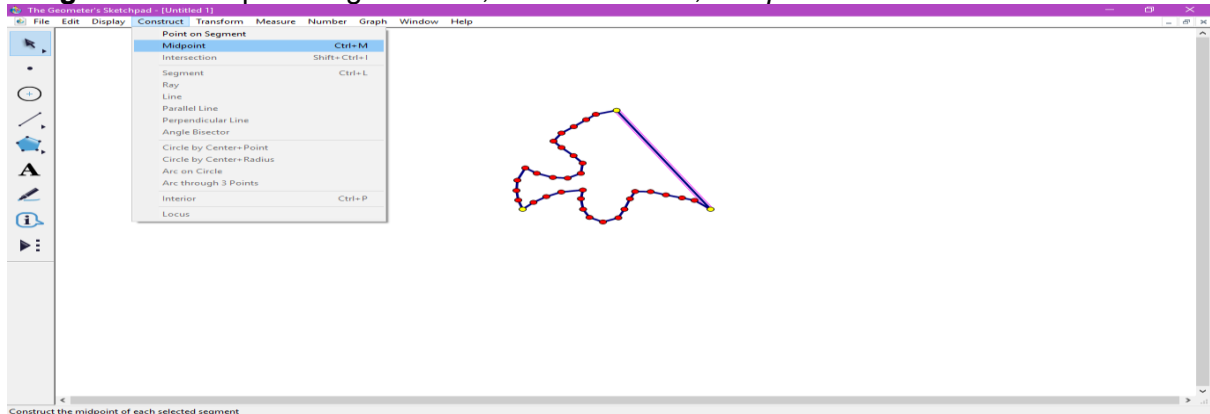 The Geometer's Sketchpad - [Untitled 1]
File Edit Display Construct Transform Measure Number Graph Window Help
Point on Segment
Midpoint Ctrl+M
Intersection Shift+Ctrl+I
Segment Ctrl+L
Ray
Line
Parallel Line
Perpendicular Line
Angle Bisector
Circle by Center+Point
Circle by Center+Radius
Arc on Circle
Arc through 3 Points
Interior Ctrl+P
Locus
A
Construct the midpoint of each selected segment